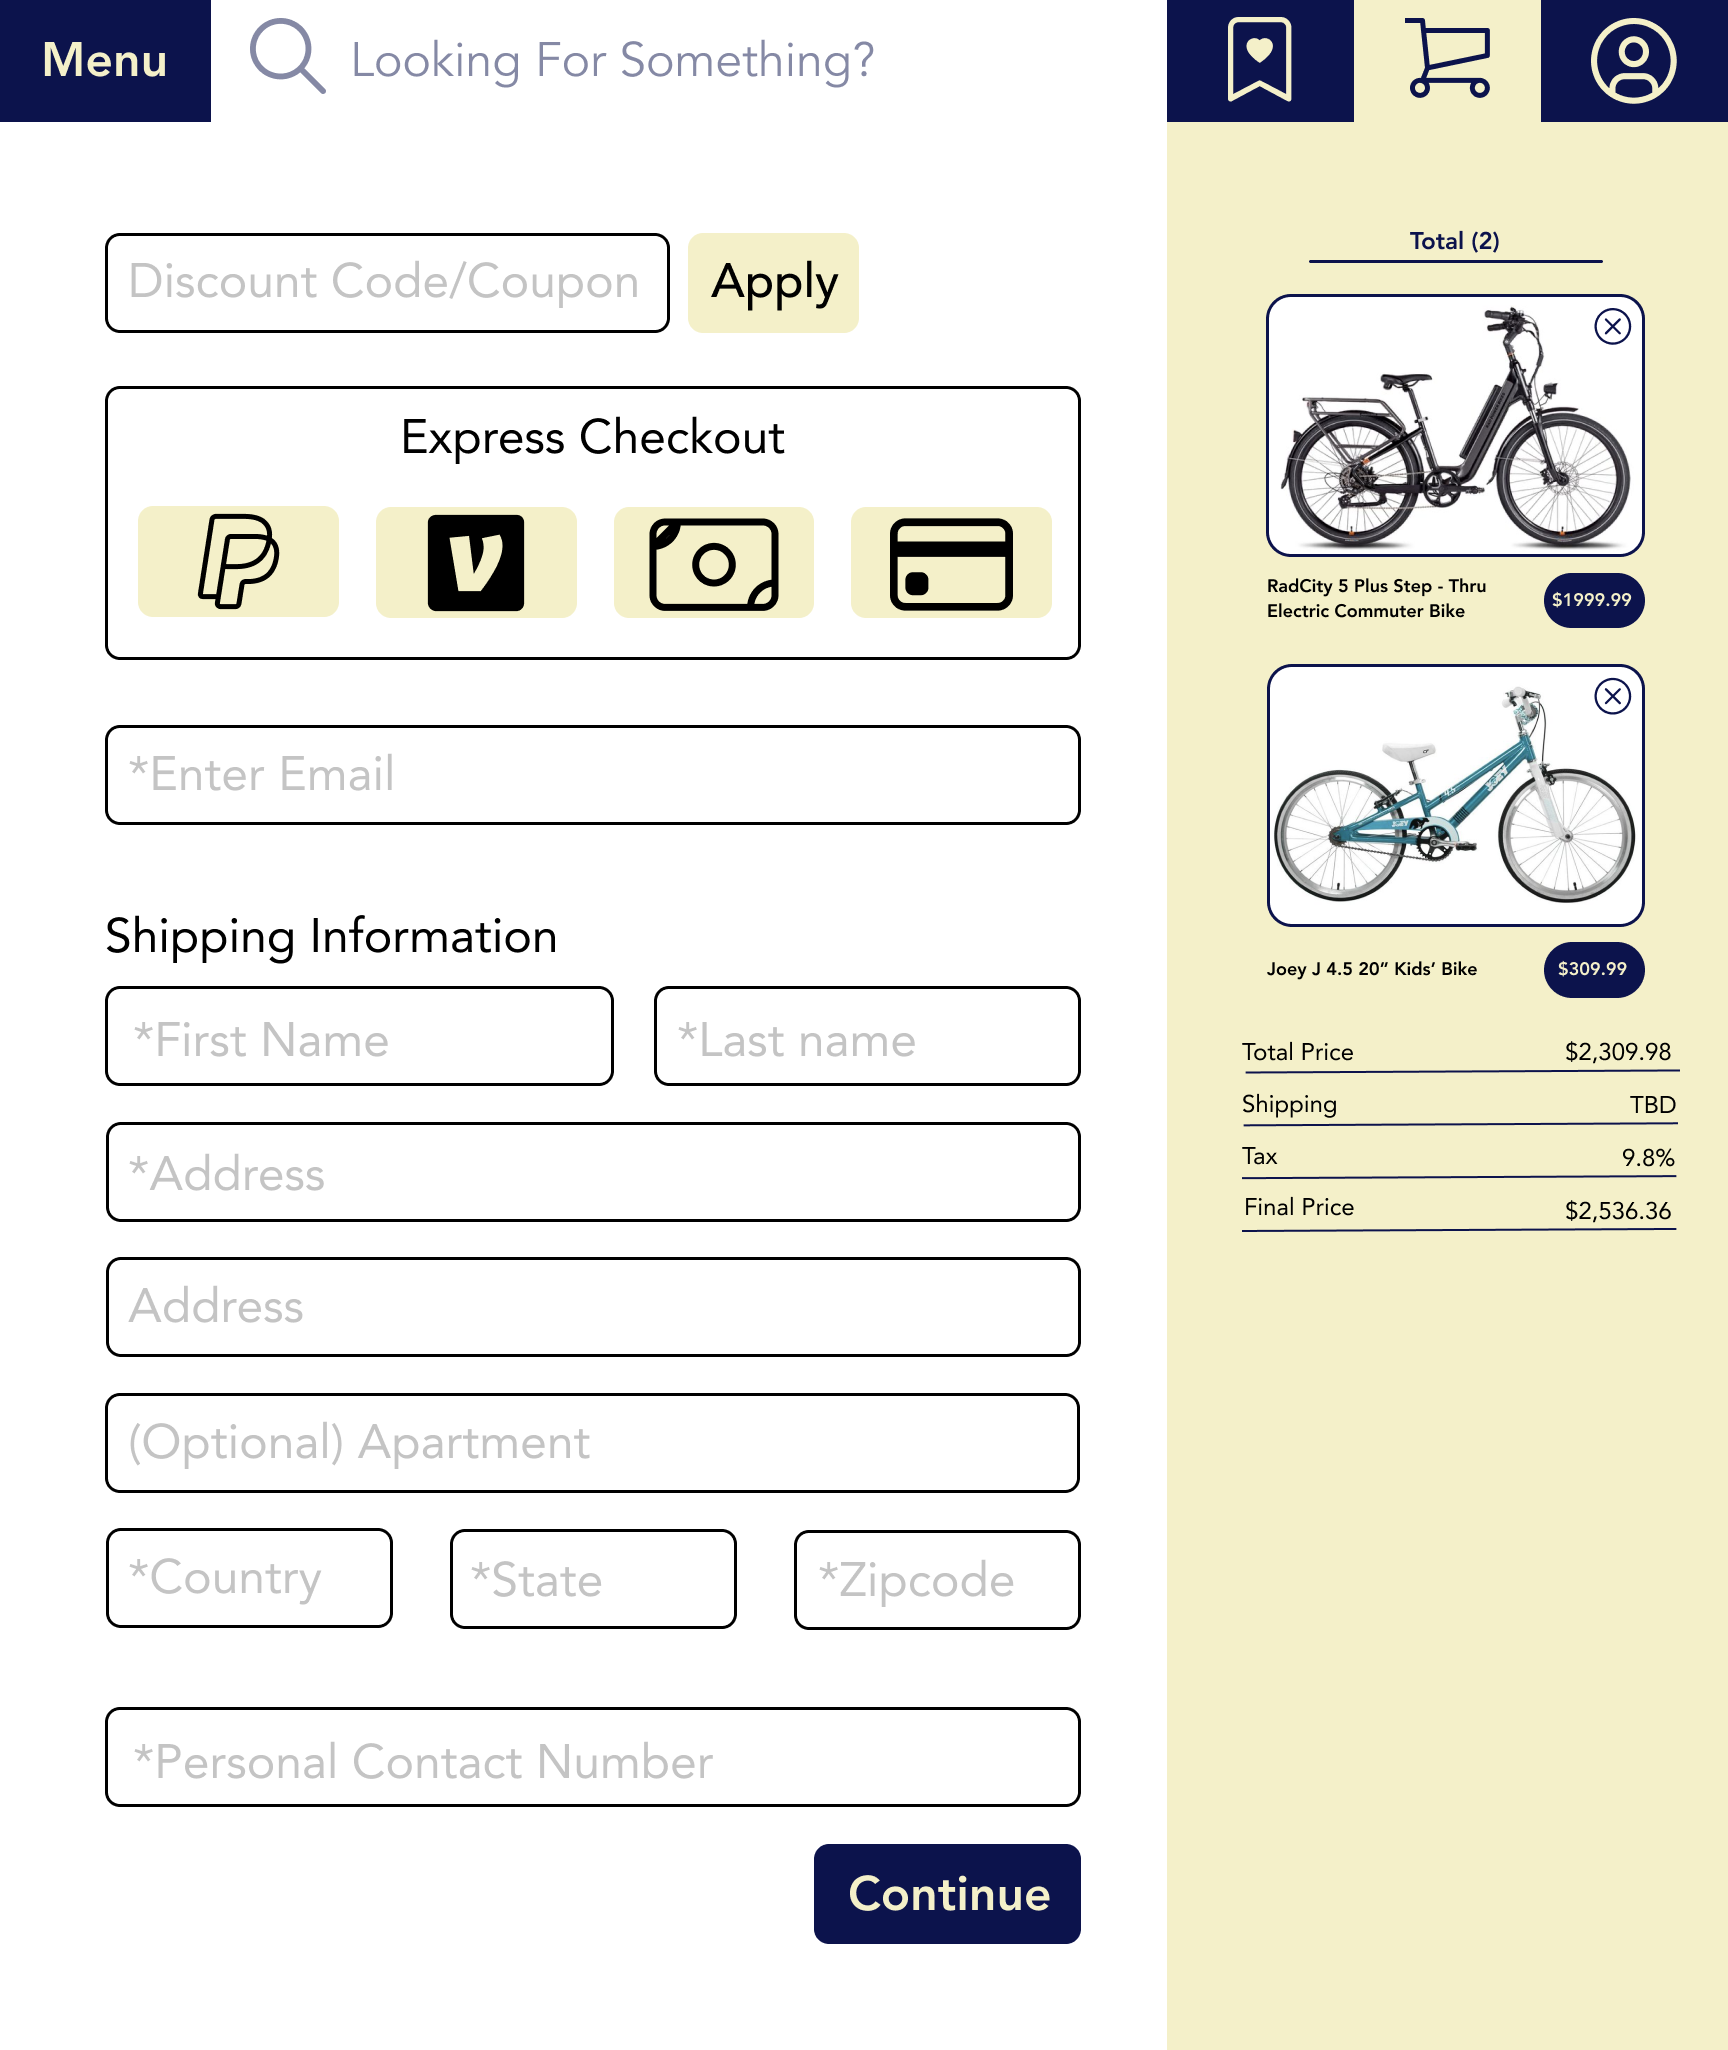 Menu
Looking For Something?
Discount Code/Coupon
Apply
Express Checkout
*Enter Email
Shipping Information
*First Name
*Last name
*Address
Address
(Optional) Apartment
*Country
*State
*Zipcode
*Personal Contact Number
Continue
Total (2)
RadCity 5 Plus Step - Thru
Electric Commuter Bike
$1999.99
Joey J 4.5 20” Kids’ Bike
$309.99
Total Price
$2,309.98
Shipping
TBD
Tax
9.8%
Final Price
$2,536.36